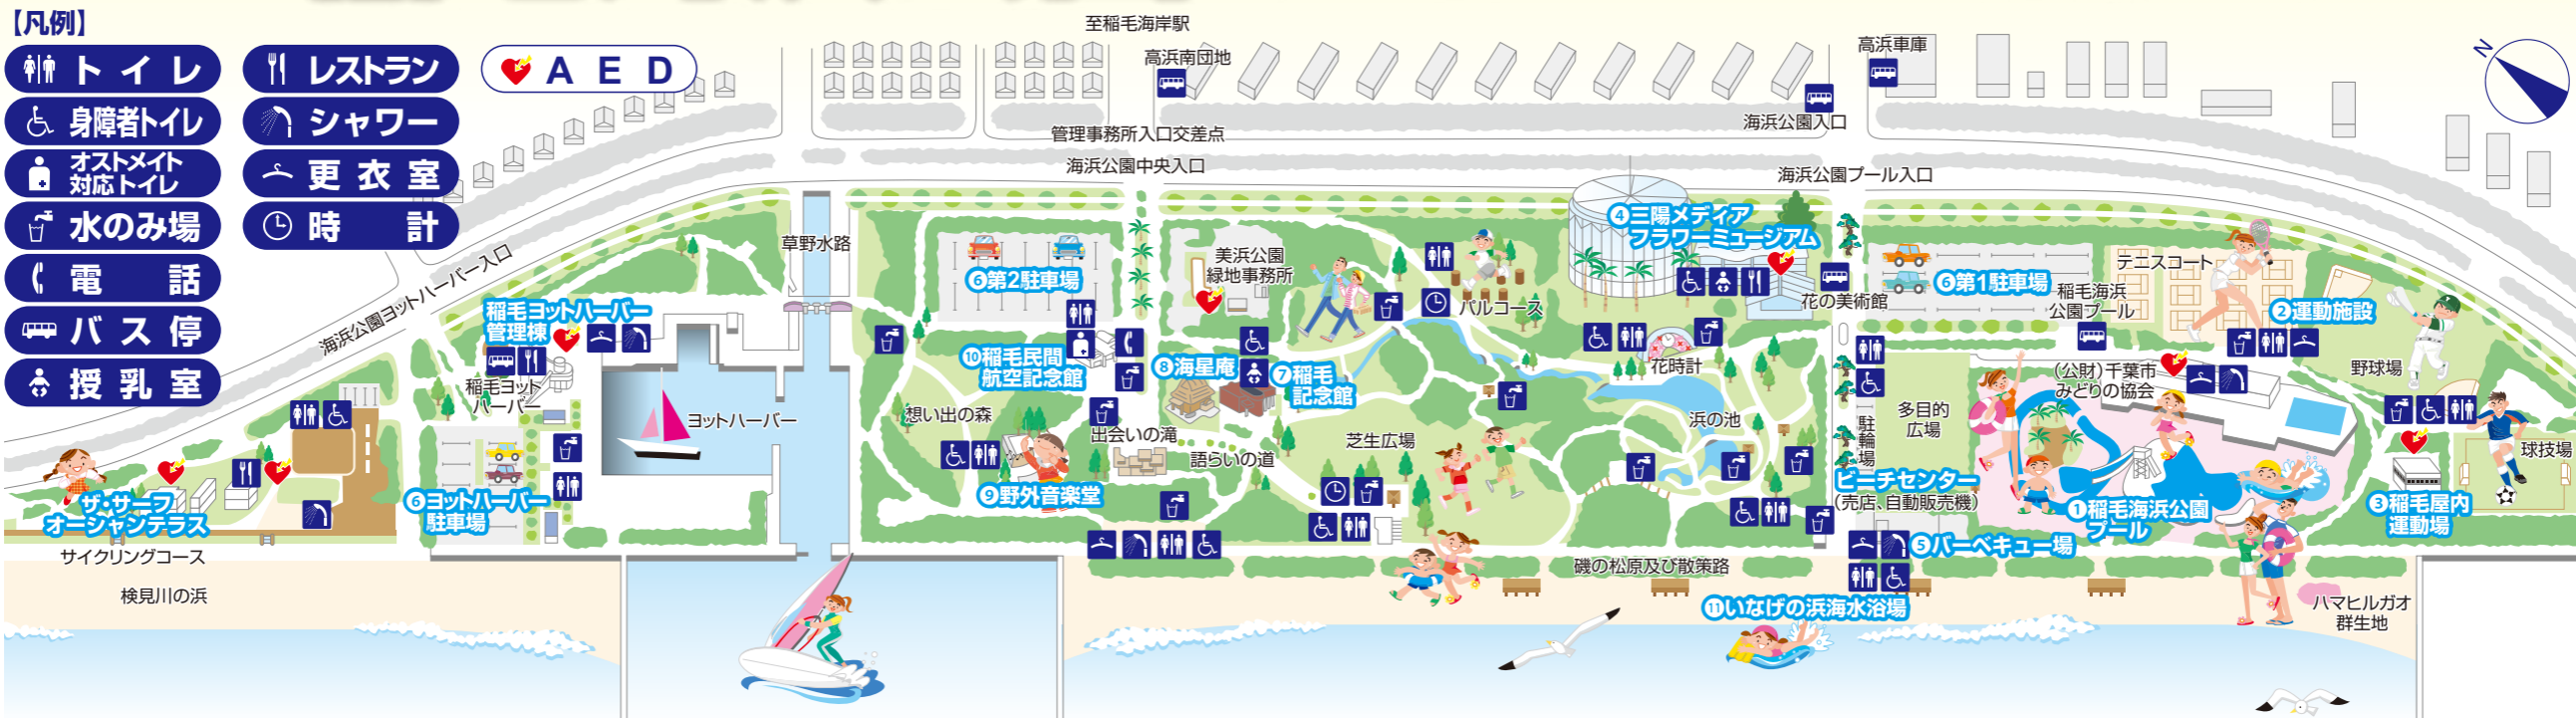 【凡例】
トイレ
身障者トイレ
オストメイト
対応トイレ
水のみ場
電話
バス停
授乳室
レストラン
シャワー
更衣室
時計
AED
N
至稲毛海岸駅
高浜南団地
高浜車庫
海浜公園入口
管理事務所入口交差点
海浜公園中央入口
海浜公園プール入口
海浜公園ヨットハーバー入口
草野水路
稲毛ヨットハーバー
管理棟
稲毛ヨット
ハーバー
ヨットハーバー
⑥ヨットハーバー
駐車場
ザ・サーフ
オーシャンテラス
サイクリングコース
検見川の浜
⑥第2駐車場
⑩稲毛民間
航空記念館
想い出の森
⑨野外音楽堂
出会いの滝
語らいの道
美浜公園
緑地事務所
⑧海星庵
⑦稲毛
記念館
芝生広場
パルコース
④三陽メディア
フラワーミュージアム
花の美術館
花時計
浜の池
磯の松原及び散策路
⑪いなげの浜海水浴場
⑥第1駐車場
稲毛海浜
公園プール
テニスコート
②運動施設
野球場
(公財)千葉市
みどりの協会
多目的
広場
駐輪場
ビーチセンター
(売店、自動販売機)
⑤バーベキュー場
①稲毛海浜公園
プール
球技場
③稲毛屋内
運動場
ハマヒルガオ
群生地